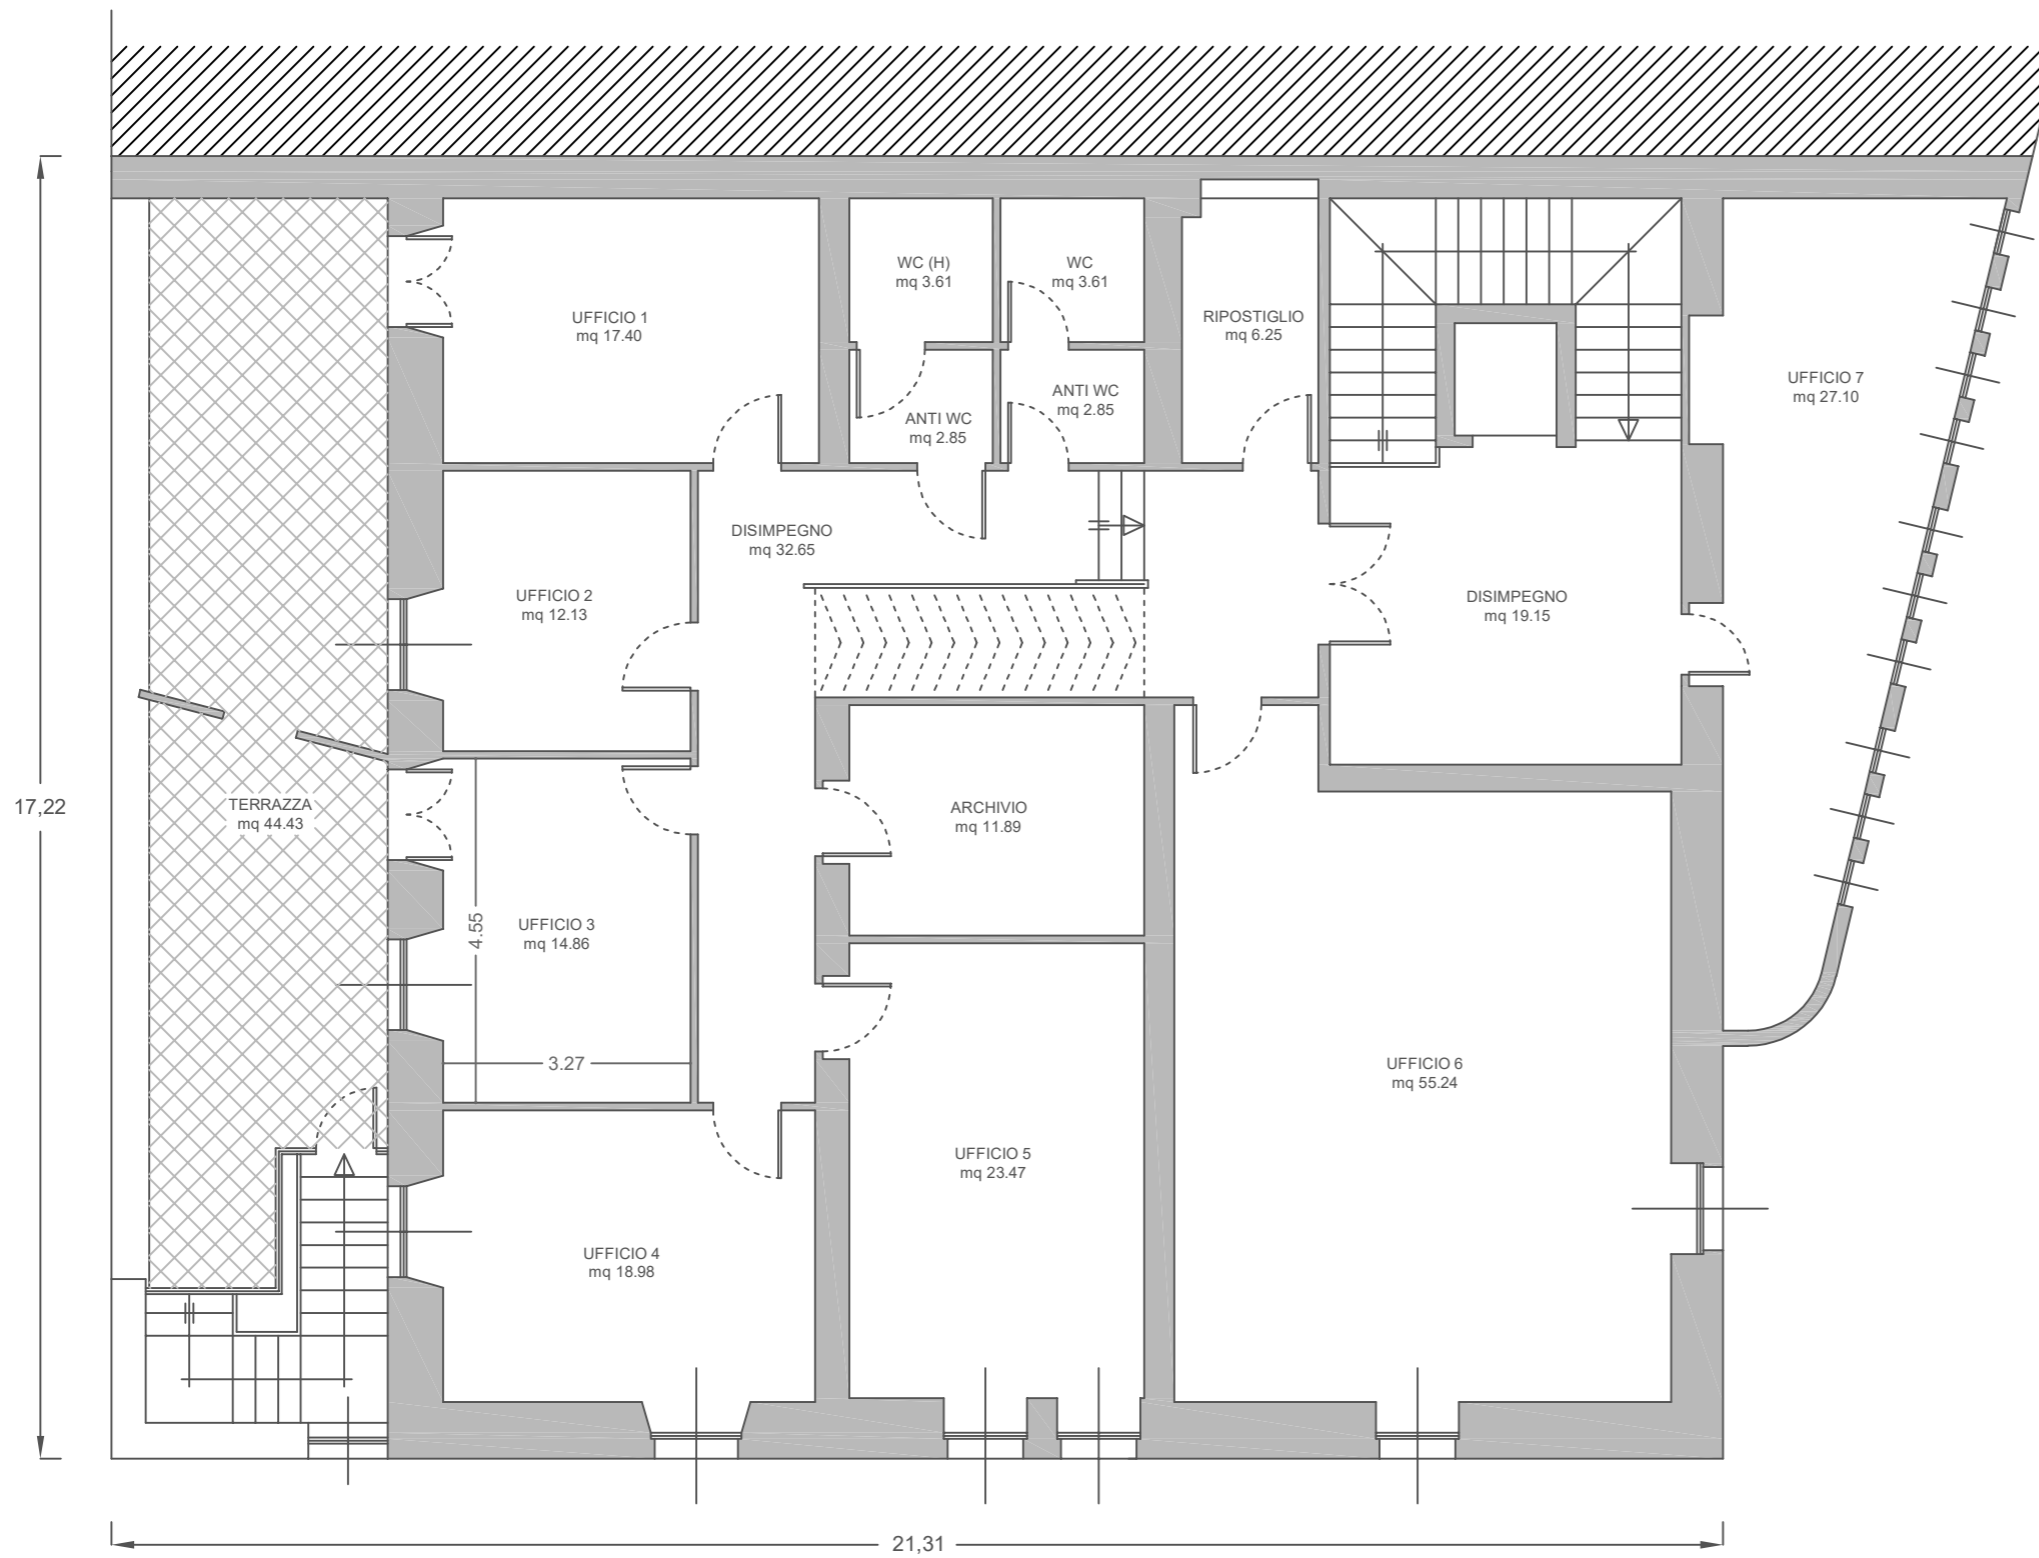 WC (H)
mq 3.61
WC
mq 3.61
UFFICIO 1
mq 17.40
RIPOSTIGLIO
mq 6.25
UFFICIO 7
mq 27.10
ANTI WC
mq 2.85
ANTI WC
mq 2.85
DISIMPEGNO
mq 32.65
UFFICIO 2
mq 12.13
DISIMPEGNO
mq 19.15
17,22
TERRAZZA
mq 44.43
ARCHIVIO
mq 11.89
4.55
UFFICIO 3
mq 14.86
3.27
UFFICIO 6
mq 55.24
UFFICIO 5
mq 23.47
UFFICIO 4
mq 18.98
21,31